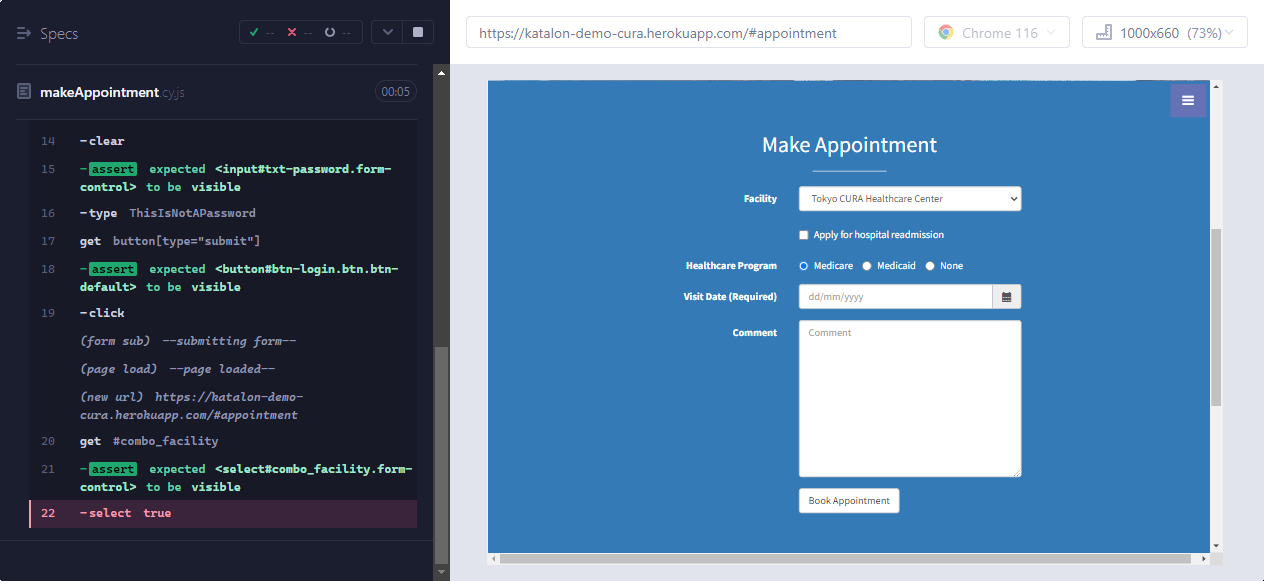 Specs
-- -- --
makeAppointment.cy.js 00:05
14 -clear
15 -assert expected <input#txt-password.form-
control> to be visible
16 -type ThisIsNotAPassword
17 get button[type="submit"]
18 -assert expected <button#btn-login.btn.btn-
default> to be visible
19 -click
(form sub) --submitting form--
(page load) --page loaded--
(new url) https://katalon-demo-
cura.herokuapp.com/#appointment
20 get #combo_facility
21 -assert expected <select#combo_facility.form-
control> to be visible
22 -select true
https://katalon-demo-cura.herokuapp.com/#appointment
Chrome 116
1000x660 (73%)
Make Appointment
Facility Tokyo CURA Healthcare Center
Apply for hospital readmission
Healthcare Program Medicare Medicaid None
Visit Date (Required) dd/mm/yyyy
Comment Comment
Book Appointment